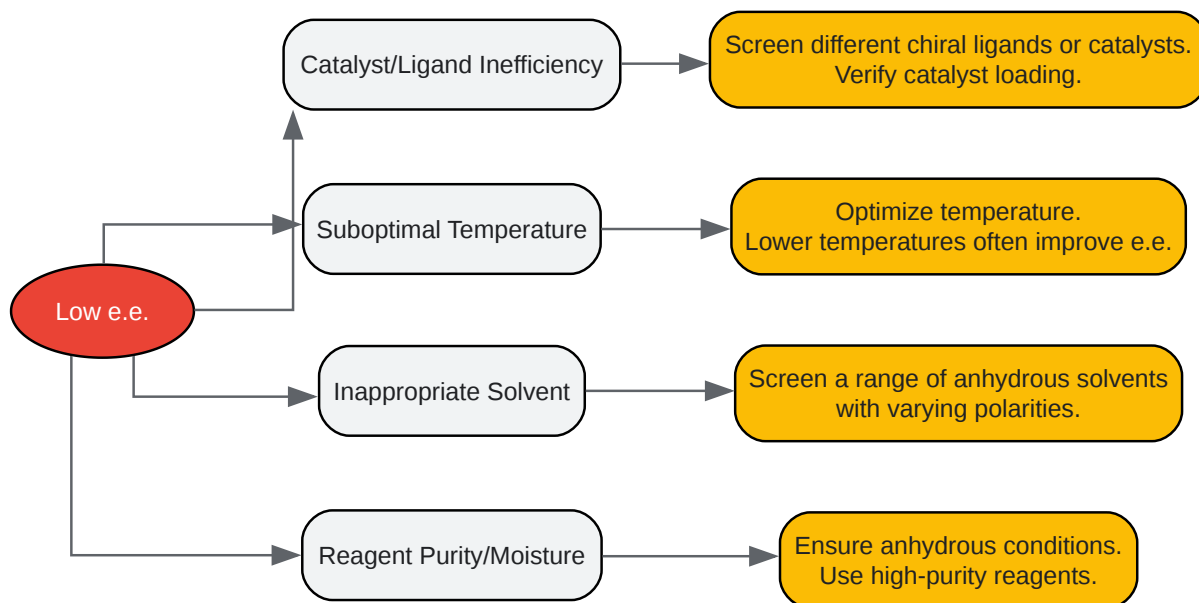 Low e.e.
Catalyst/Ligand Inefficiency
Screen different chiral ligands or catalysts.
Verify catalyst loading.
Suboptimal Temperature
Optimize temperature.
Lower temperatures often improve e.e.
Inappropriate Solvent
Screen a range of anhydrous solvents
with varying polarities.
Reagent Purity/Moisture
Ensure anhydrous conditions.
Use high-purity reagents.